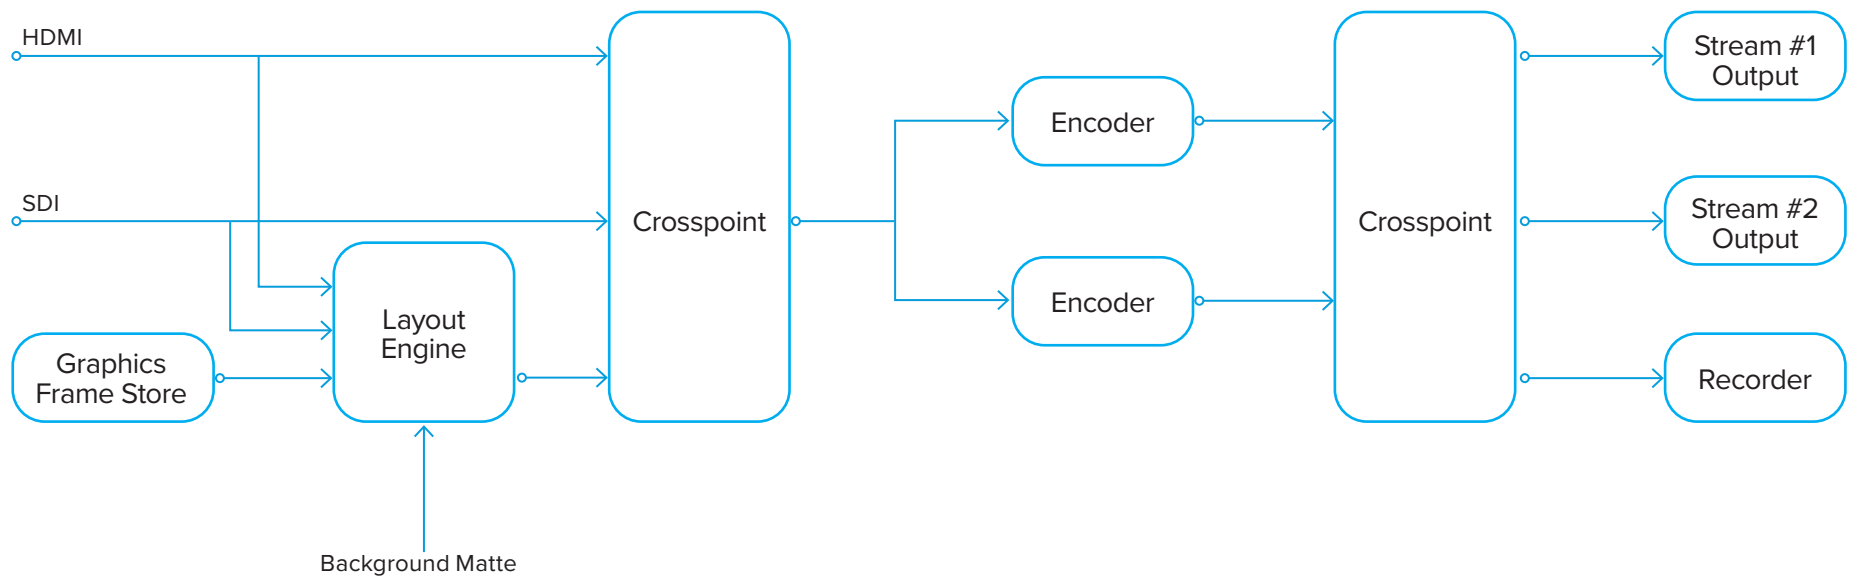 HDMI
SDI
Graphics
Frame Store
Layout
Engine
Background Matte
Crosspoint
Encoder
Encoder
Crosspoint
Stream #1
Output
Stream #2
Output
Recorder